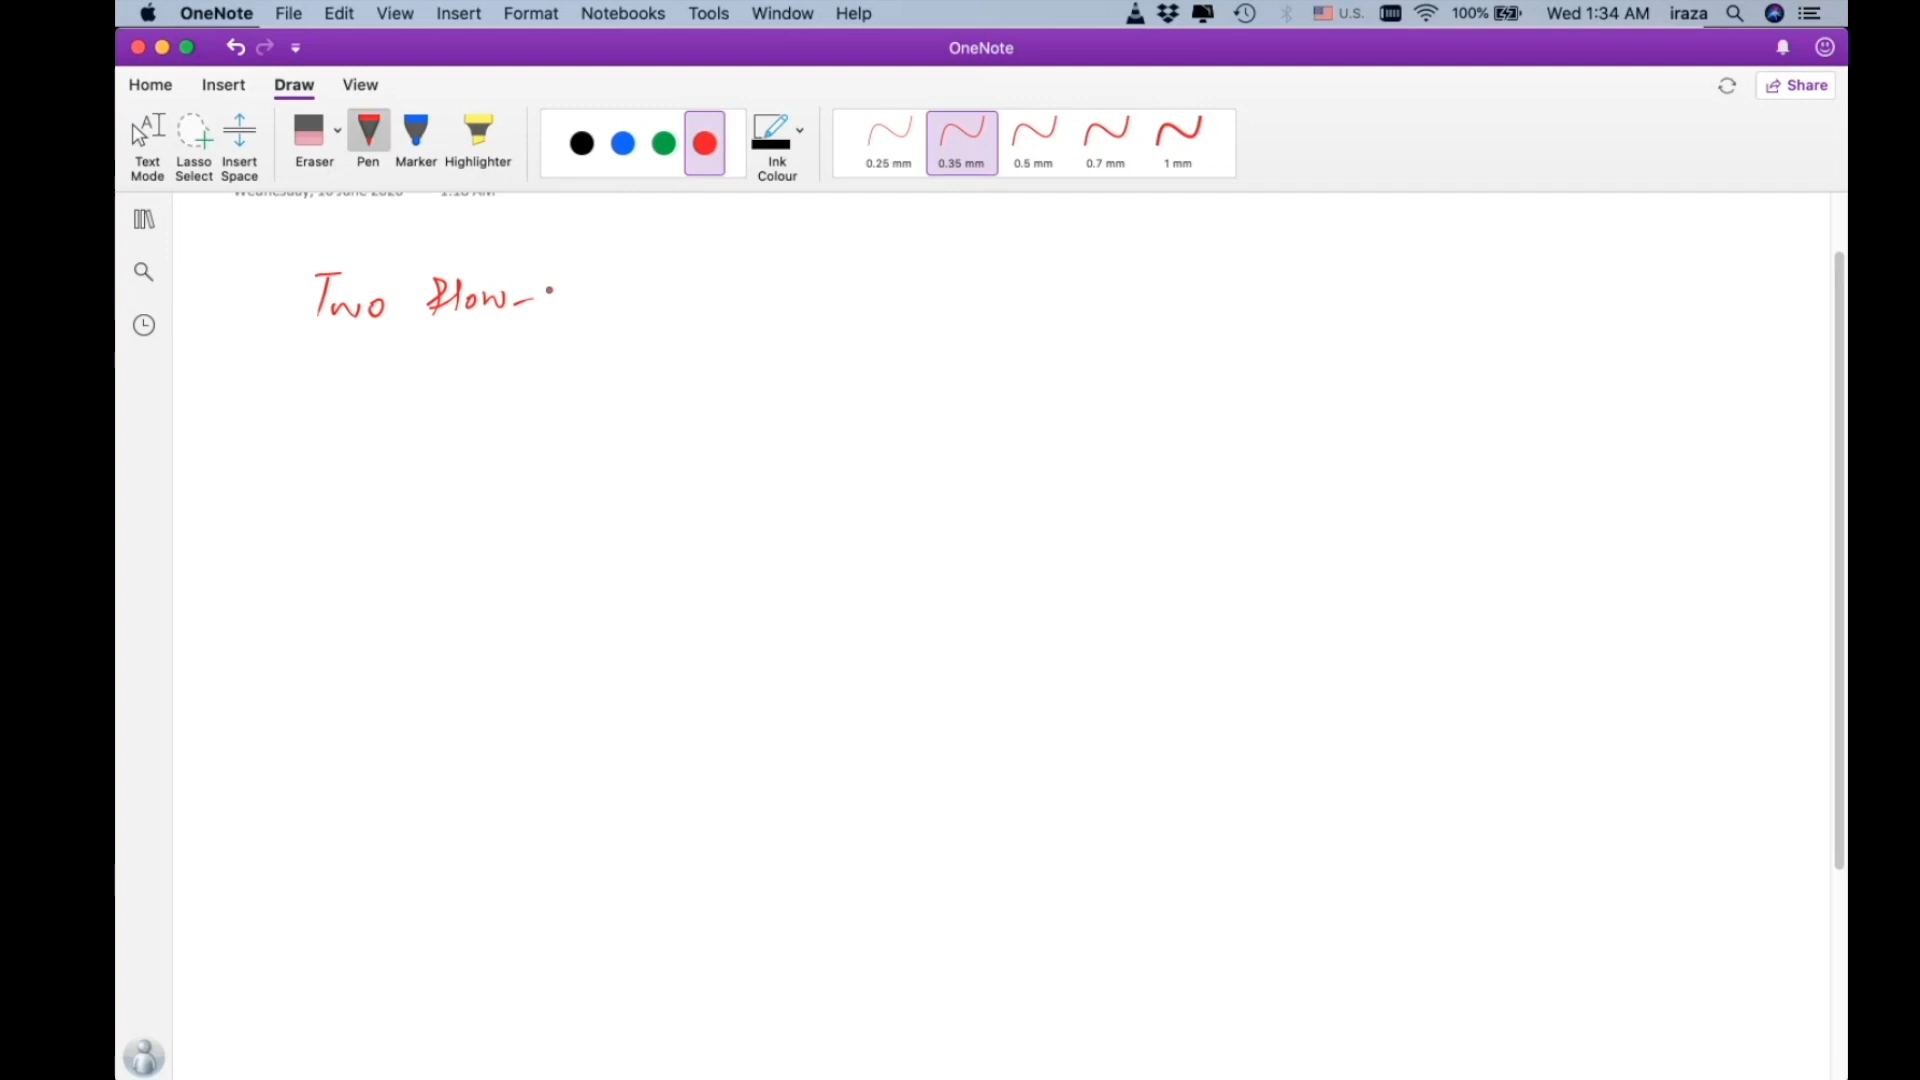 OneNote File Edit View Insert Format Notebooks Tools Window Help U.S. 100% Wed 1:34 AM iraza
OneNote
Home Insert Draw View Share
Text Mode Lasso Select Insert Space Eraser Pen Marker Highlighter Ink Colour 0.25 mm 0.35 mm 0.5 mm 0.7 mm 1 mm
Two Slow-